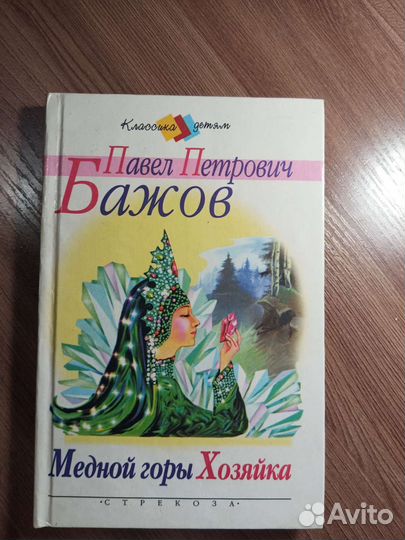 Классика детям
Павел Петрович
Бажов
Медной горы Хозяйка
• СТРЕКОЗА •
Avito